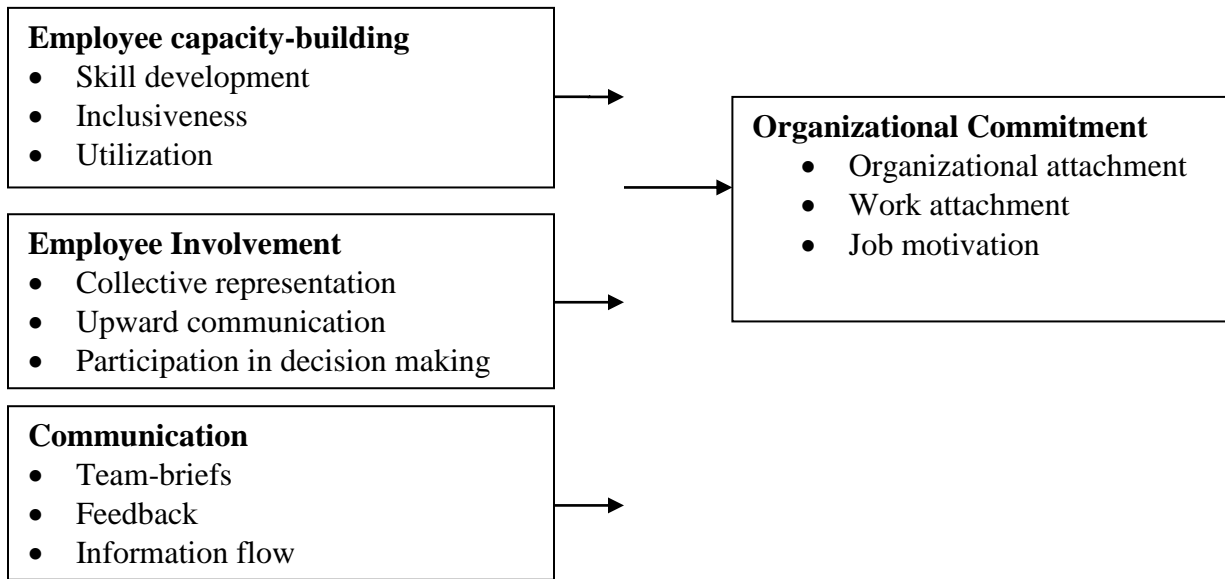 Employee capacity-building
• Skill development
• Inclusiveness
• Utilization
Employee Involvement
• Collective representation
• Upward communication
• Participation in decision making
Communication
• Team-briefs
• Feedback
• Information flow
Organizational Commitment
• Organizational attachment
• Work attachment
• Job motivation